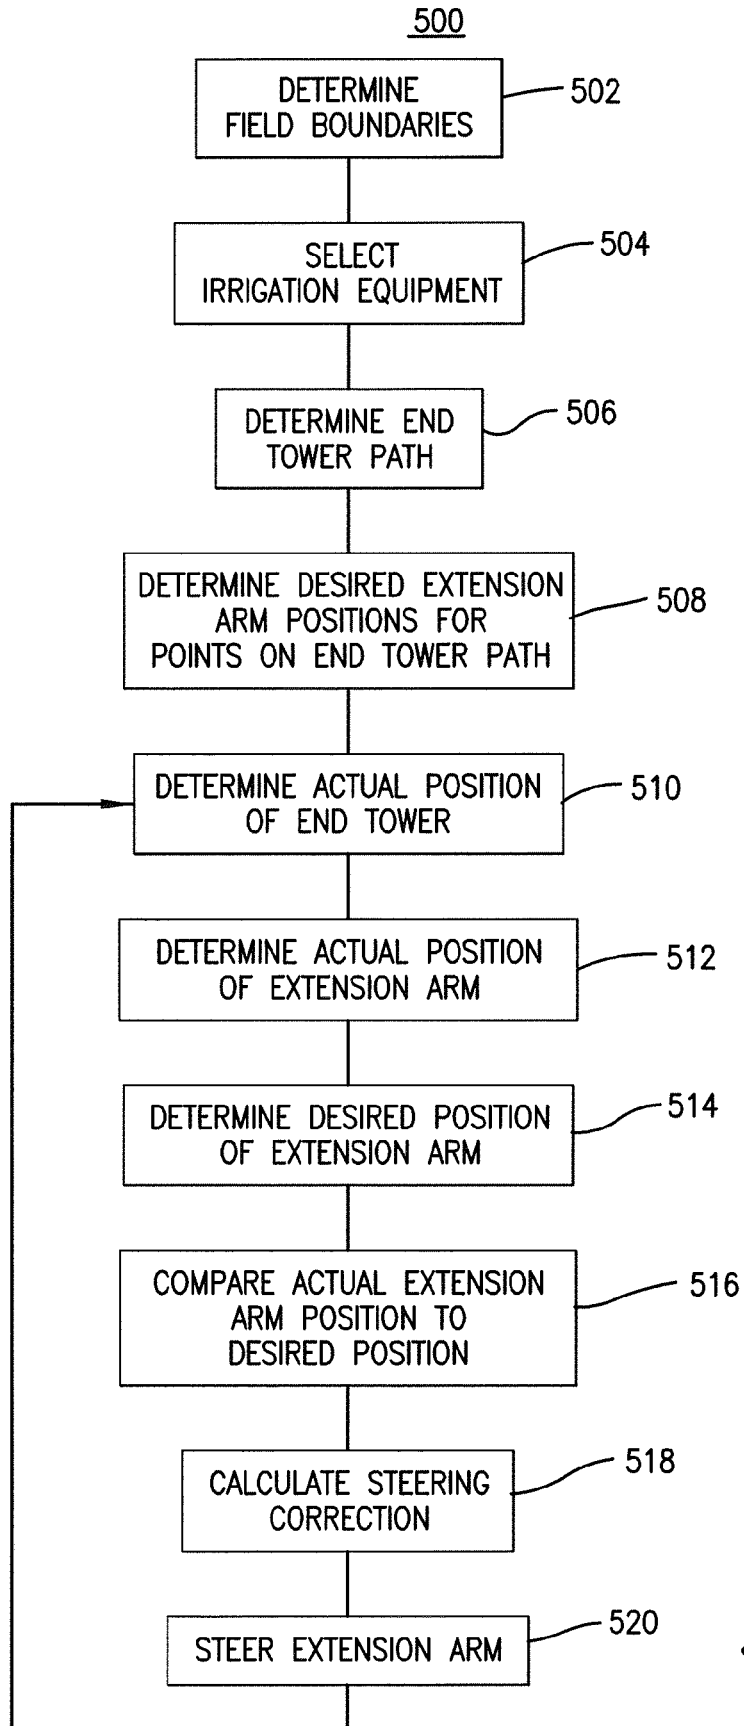 500
DETERMINE
FIELD BOUNDARIES
502
SELECT
IRRIGATION EQUIPMENT
504
DETERMINE END
TOWER PATH
506
DETERMINE DESIRED EXTENSION
ARM POSITIONS FOR
POINTS ON END TOWER PATH
508
DETERMINE ACTUAL POSITION
OF END TOWER
510
DETERMINE ACTUAL POSITION
OF EXTENSION ARM
512
DETERMINE DESIRED POSITION
OF EXTENSION ARM
514
COMPARE ACTUAL EXTENSION
ARM POSITION TO
DESIRED POSITION
516
CALCULATE STEERING
CORRECTION
518
STEER EXTENSION ARM
520